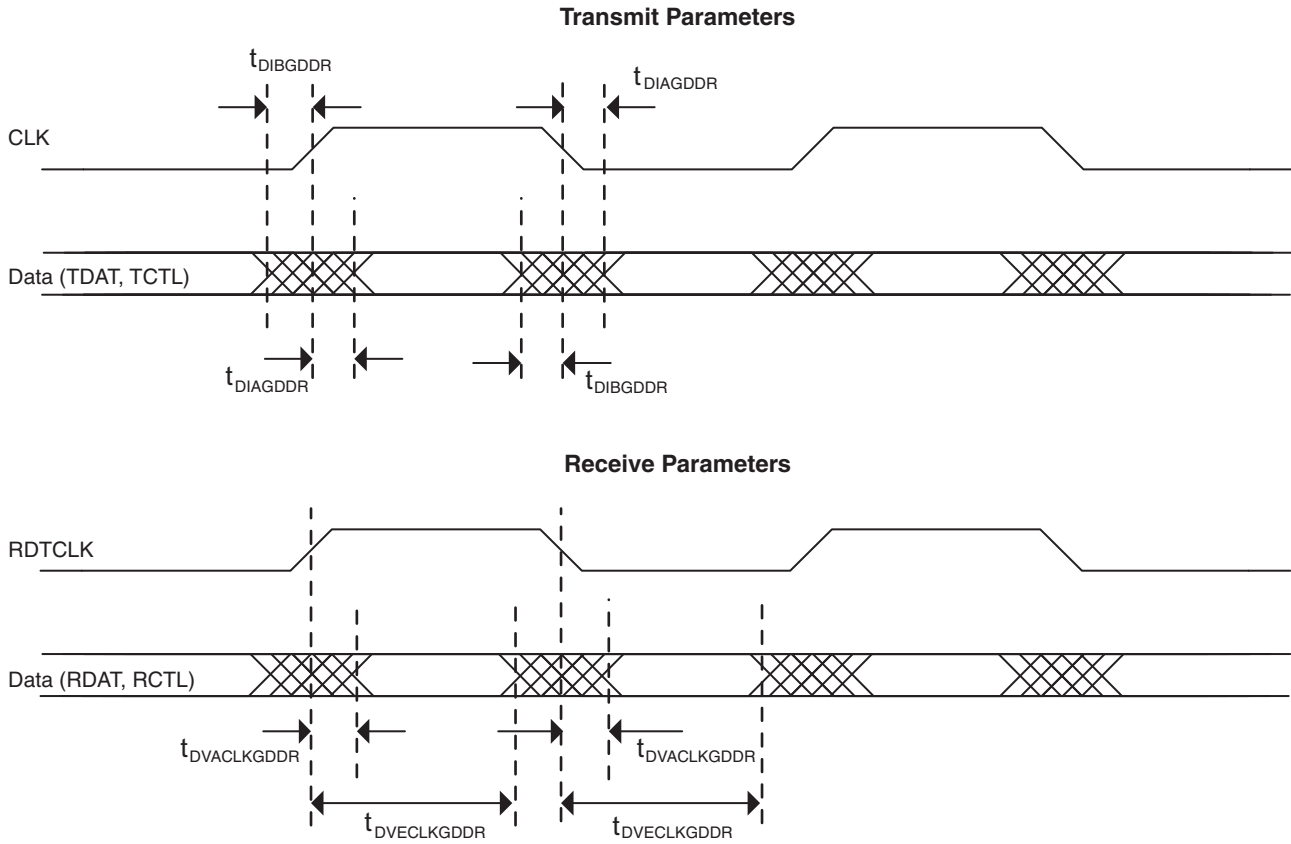 Transmit Parameters
tDIBGDDR
tDIAGDDR
CLK
Data (TDAT, TCTL)
tDIAGDDR
tDIBGDDR
Receive Parameters
RDTCLK
Data (RDAT, RCTL)
tDVACLKGDDR
tDVACLKGDDR
tDVECLKGDDR
tDVECLKGDDR